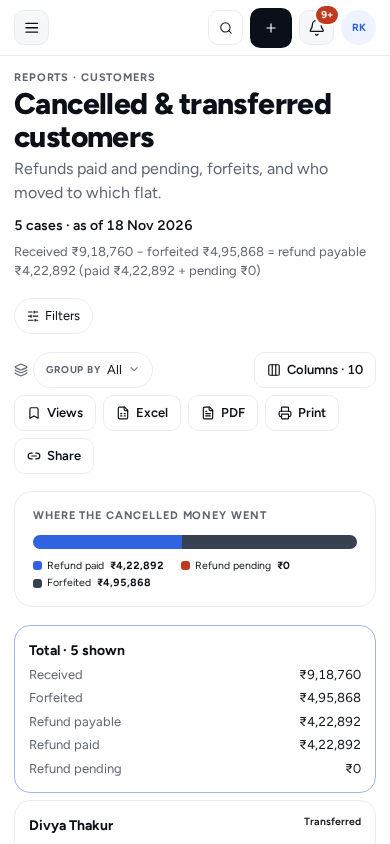 9+
RK
REPORTS · CUSTOMERS
Cancelled & transferred
customers
Refunds paid and pending, forfeits, and who
moved to which flat.
5 cases · as of 18 Nov 2026
Received ₹9,18,760 − forfeited ₹4,95,868 = refund payable
₹4,22,892 (paid ₹4,22,892 + pending ₹0)
Filters
GROUP BY All
Columns · 10
Views
Excel
PDF
Print
Share
WHERE THE CANCELLED MONEY WENT
Refund paid ₹4,22,892 Refund pending ₹0
Forfeited ₹4,95,868
Total · 5 shown
Received ₹9,18,760
Forfeited ₹4,95,868
Refund payable ₹4,22,892
Refund paid ₹4,22,892
Refund pending ₹0
Divya Thakur Transferred